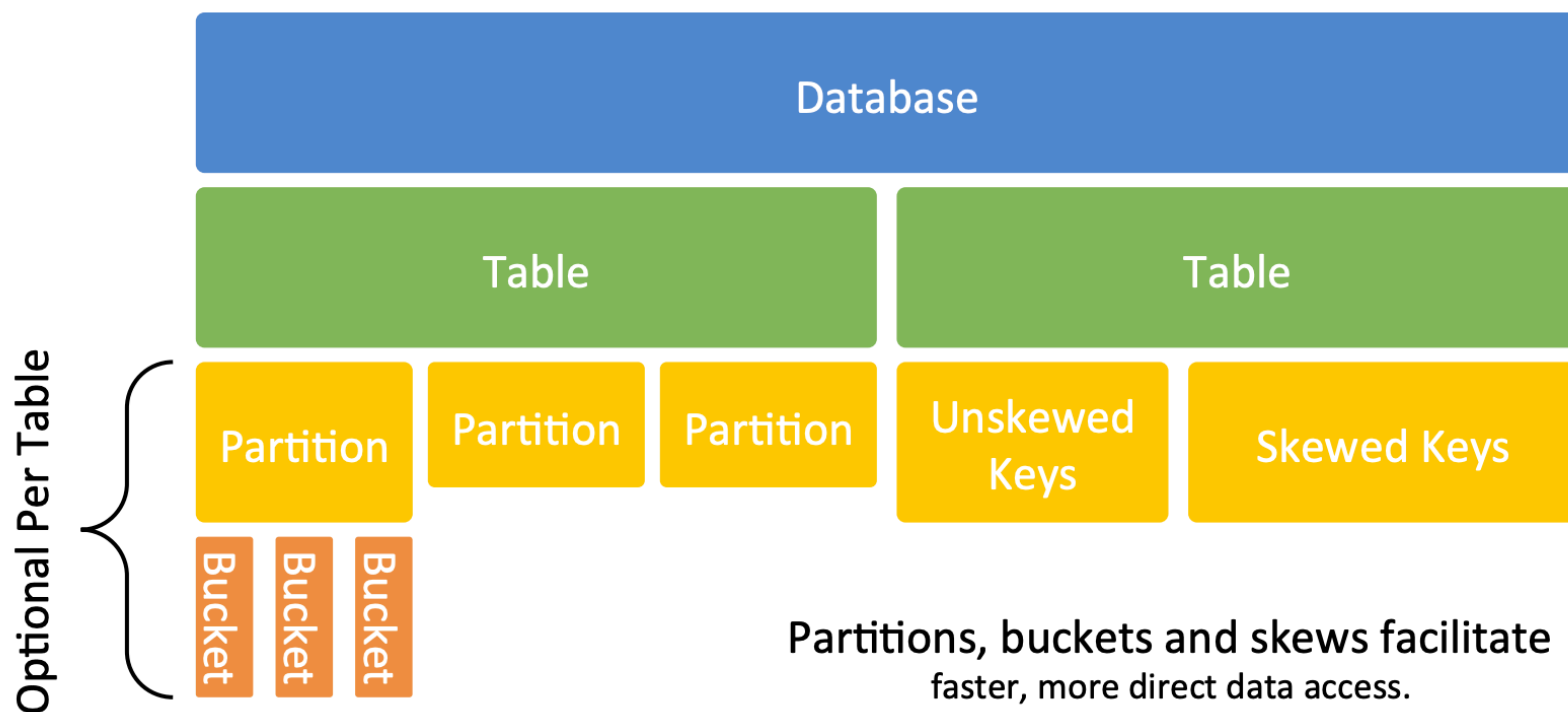 Database
Table
Table
Optional Per Table
Partition
Partition
Partition
Unskewed
Keys
Skewed Keys
Bucket
Bucket
Bucket
Partitions, buckets and skews facilitate
faster, more direct data access.